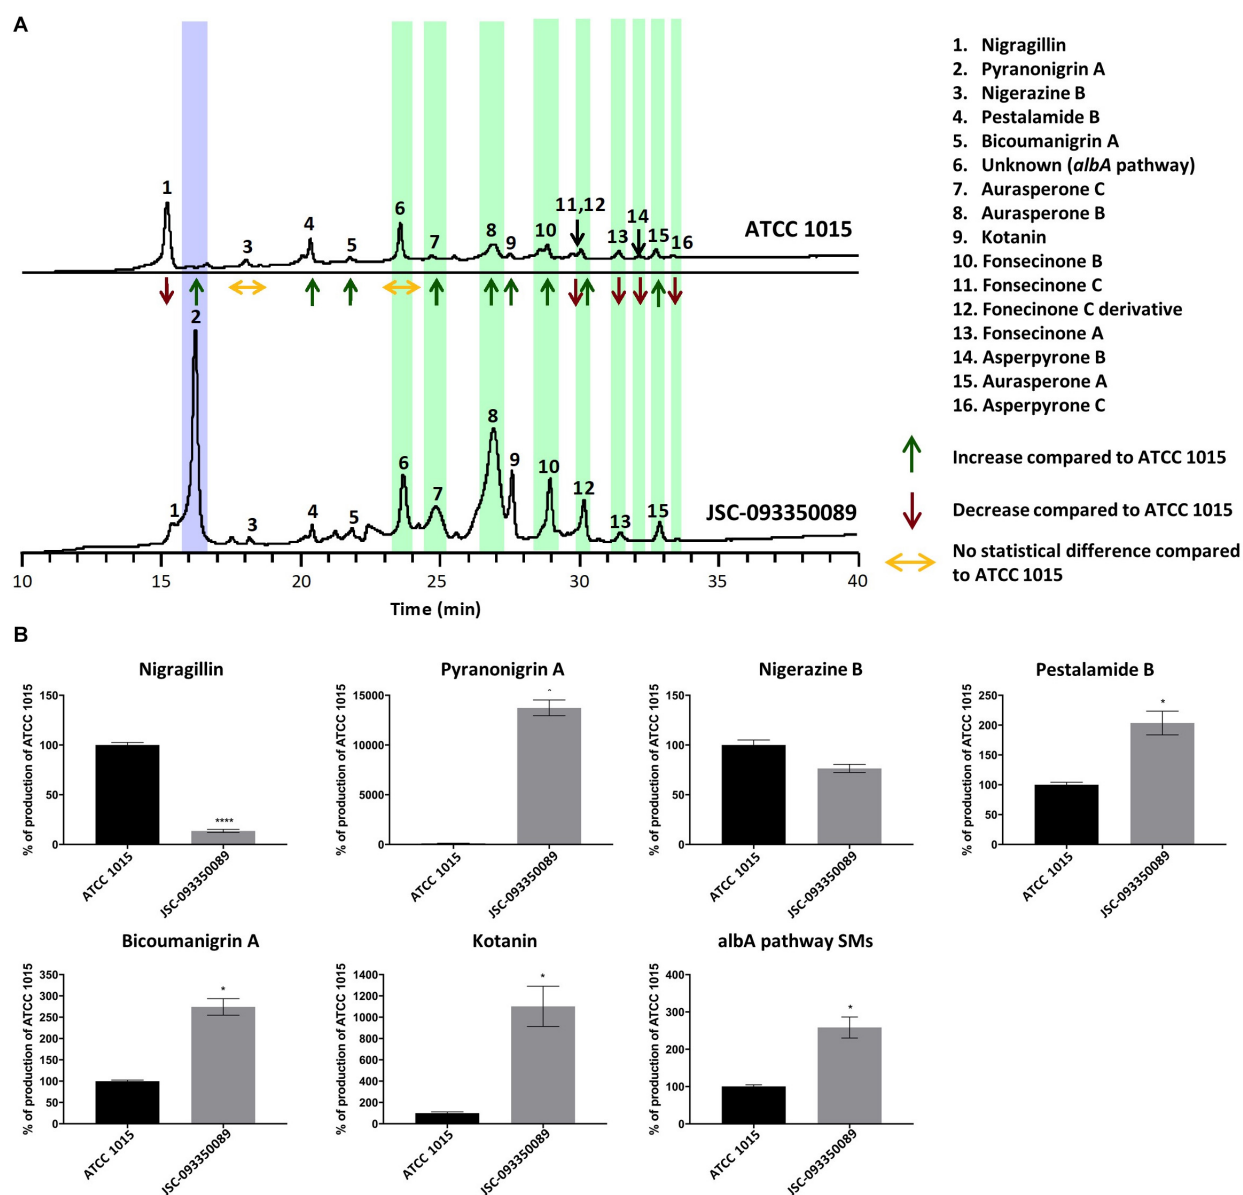 A
1. Nigragillin
2. Pyranonigrin A
3. Nigerazine B
4. Pestalamide B
5. Bicoumanigrin A
6. Unknown (albA pathway)
7. Aurasperone C
8. Aurasperone B
9. Kotanin
10. Fonsecinone B
11. Fonsecinone C
12. Fonecinone C derivative
13. Fonsecinone A
14. Asperpyrone B
15. Aurasperone A
16. Asperpyrone C
Increase compared to ATCC 1015
Decrease compared to ATCC 1015
No statistical difference compared
to ATCC 1015
1 3 4 5 6 7 8 9 10 11,12 13 14 15 16
ATCC 1015
2
1 3 4 5 6 7 8 9 10 12 13 15
JSC-093350089
10 15 20 25 30 35 40
Time (min)
B
Nigragillin
% of production of ATCC 1015
150
100
50
0
****
ATCC 1015
JSC-093350089
Pyranonigrin A
% of production of ATCC 1015
15000
10000
5000
0
ATCC 1015
JSC-093350089
Nigerazine B
% of production of ATCC 1015
150
100
50
0
ATCC 1015
JSC-093350089
Pestalamide B
% of production of ATCC 1015
250
200
150
100
50
0
*
ATCC 1015
JSC-093350089
Bicoumanigrin A
% of production of ATCC 1015
350
300
250
200
150
100
50
0
*
ATCC 1015
JSC-093350089
Kotanin
% of production of ATCC 1015
1400
1200
1000
800
600
400
200
0
*
ATCC 1015
JSC-093350089
albA pathway SMs
% of production of ATCC 1015
400
300
200
100
0
*
ATCC 1015
JSC-093350089